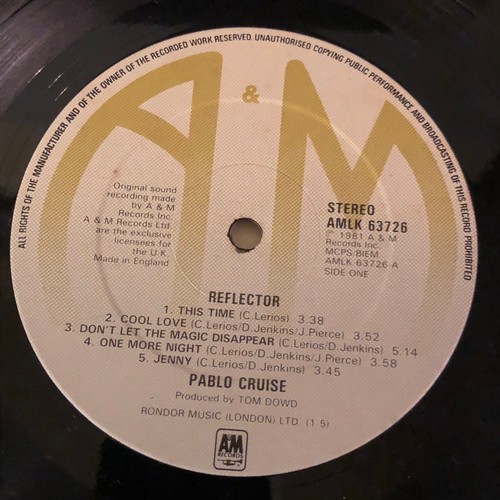 ALL RIGHTS OF THE MANUFACTURER AND OF THE OWNER OF THE RECORDED WORK RESERVED. UNAUTHORISED COPYING PUBLIC PERFORMANCE AND BROADCASTING OF THIS RECORD PROHIBITED
A & M
Original sound
recording made
by A & M
Records Inc.
A & M Records Ltd.
are the exclusive
licensees for
the U.K.
Made in England
STEREO
AMLK 63726
℗ 1981 A & M
Records Inc.
MCPS/BIEM
AMLK 63726 A
SIDE ONE
REFLECTOR
1. THIS TIME (C.Lerios) 3.38
2. COOL LOVE (C.Lerios/D.Jenkins/J.Pierce) 3.52
3. DON'T LET THE MAGIC DISAPPEAR (C.Lerios/D.Jenkins) 5.14
4. ONE MORE NIGHT (C.Lerios/D.Jenkins/J.Pierce) 3.58
5. JENNY (C.Lerios/D.Jenkins) 3.45
PABLO CRUISE
Produced by TOM DOWD
RONDOR MUSIC (LONDON) LTD (1 5)
A&M
RECORDS